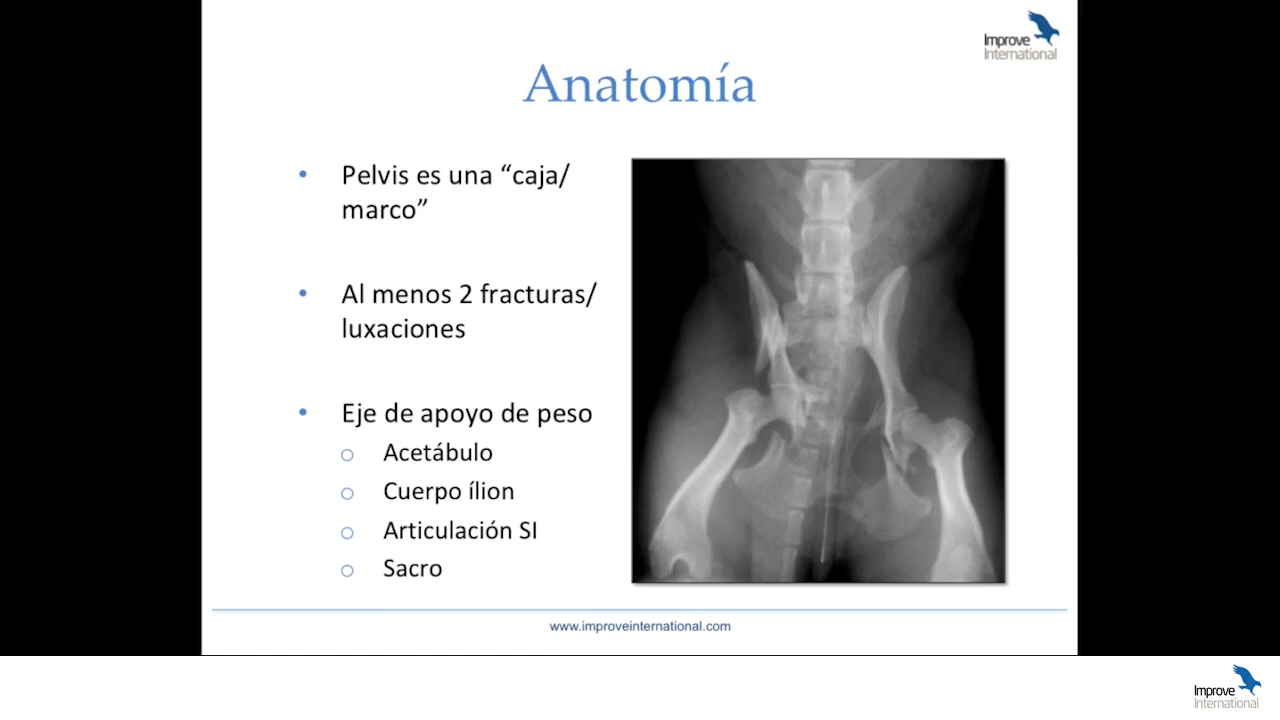 Improve
International
Anatomía
• Pelvis es una “caja/
marco”
• Al menos 2 fracturas/
luxaciones
• Eje de apoyo de peso
o Acetábulo
o Cuerpo ílion
o Articulación SI
o Sacro
www.improveinternational.com
Improve
International